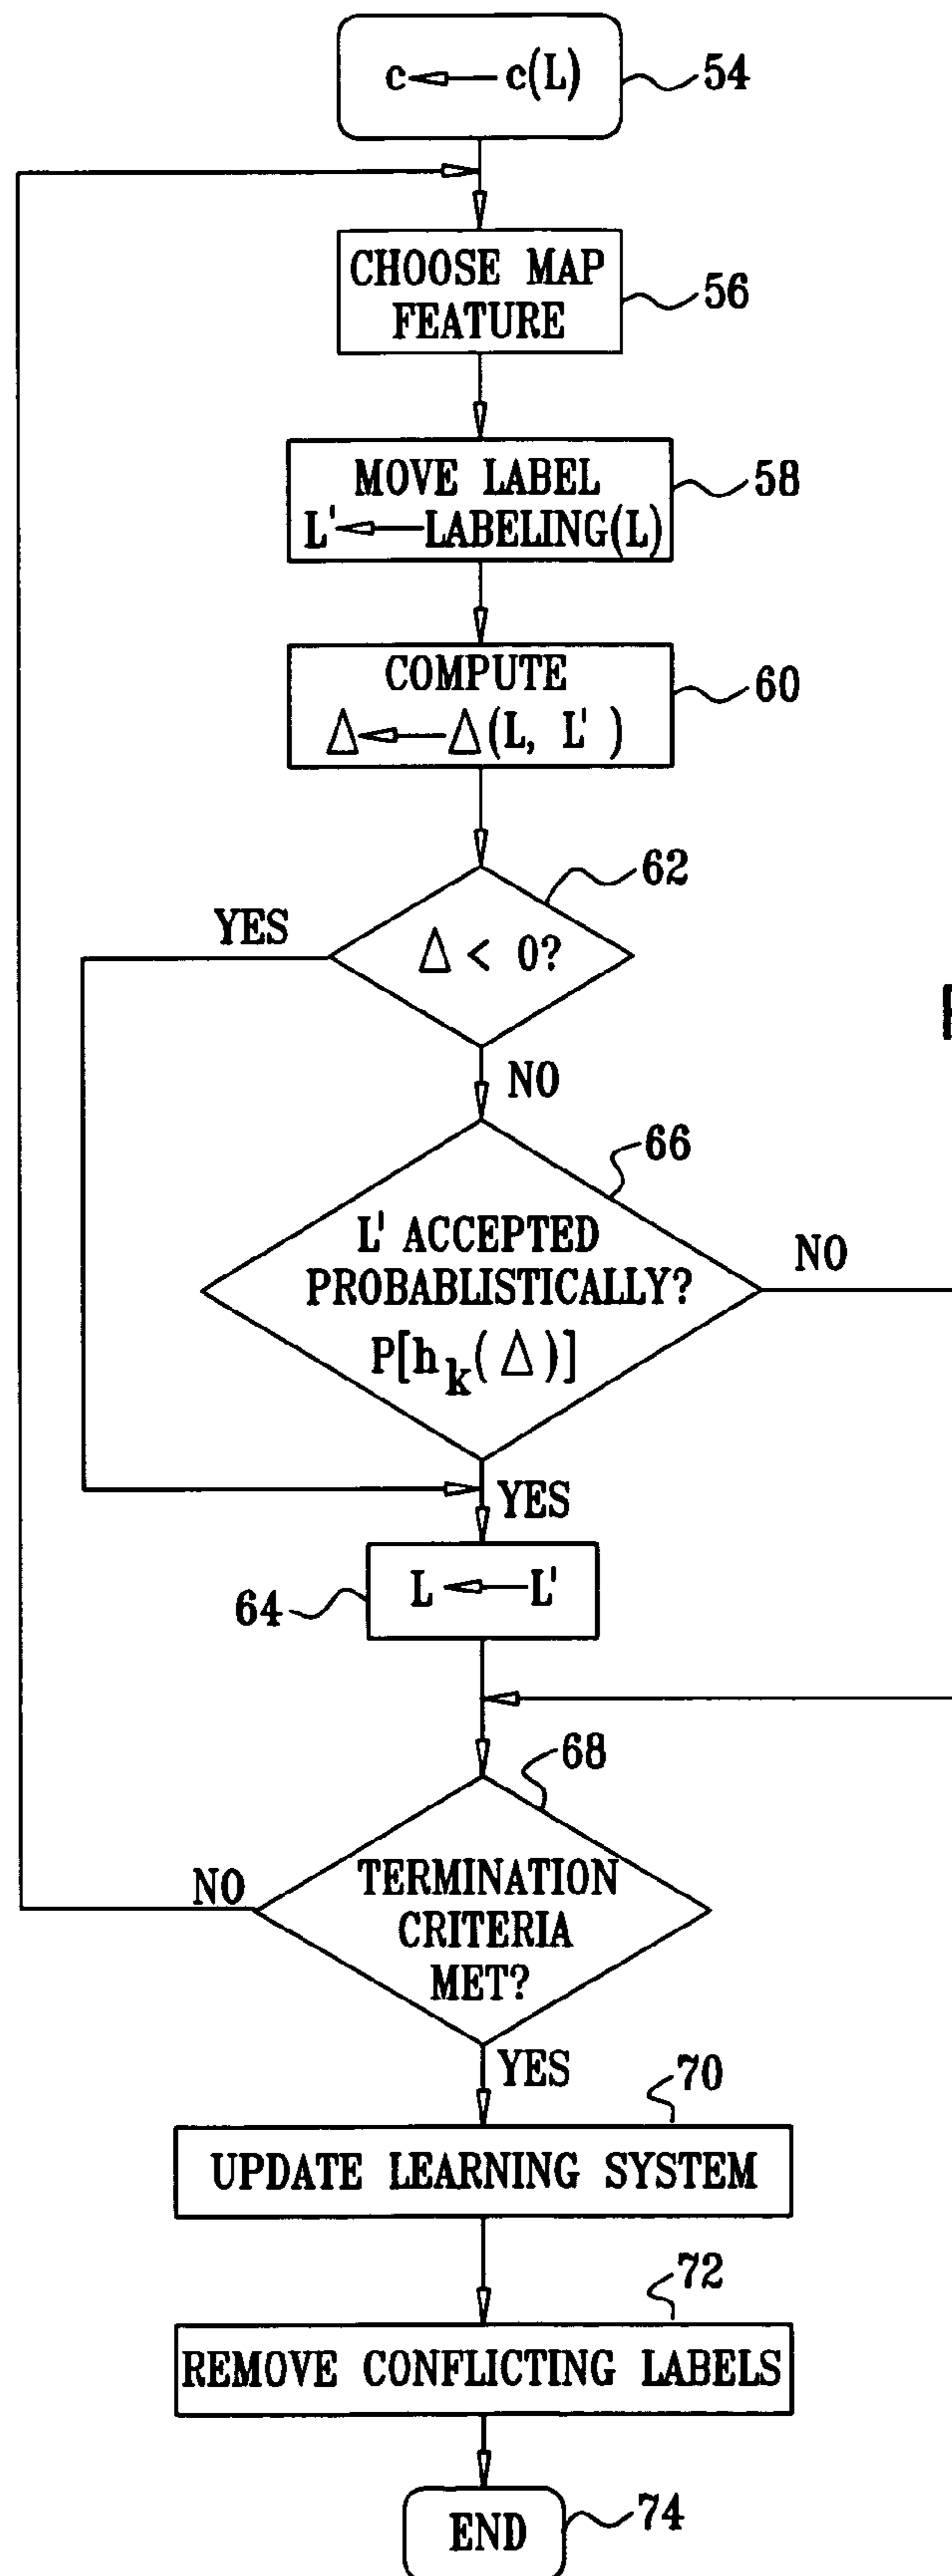 c ← c(L)
54
CHOOSE MAP
FEATURE
56
MOVE LABEL
L' ← LABELING(L)
58
COMPUTE
Δ ← Δ(L, L')
60
62
YES
Δ < 0?
NO
66
L' ACCEPTED
PROBABLISTICALLY?
P[h_k(Δ)]
NO
YES
L ← L'
64
68
TERMINATION
CRITERIA
MET?
NO
YES
70
UPDATE LEARNING SYSTEM
72
REMOVE CONFLICTING LABELS
END
74